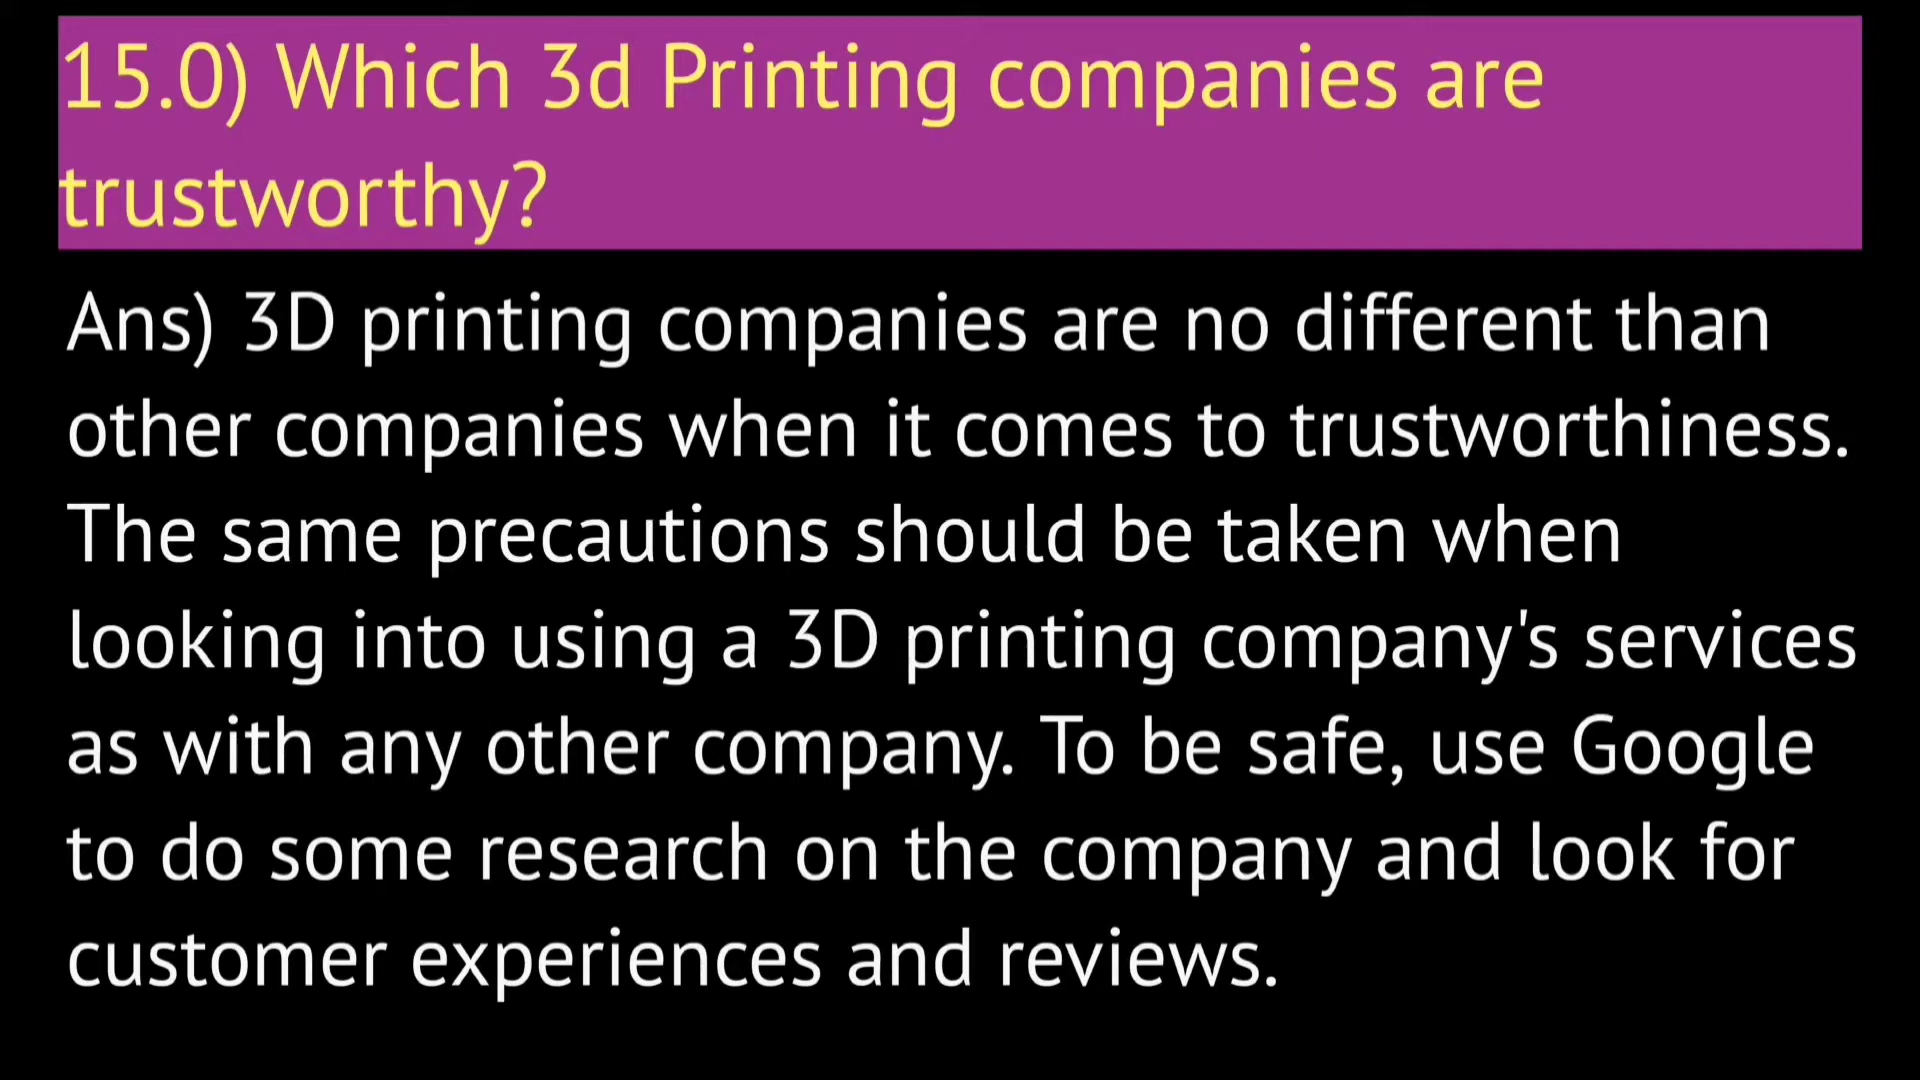 15.0) Which 3d Printing companies are
trustworthy?
Ans) 3D printing companies are no different than
other companies when it comes to trustworthiness.
The same precautions should be taken when
looking into using a 3D printing company's services
as with any other company. To be safe, use Google
to do some research on the company and look for
customer experiences and reviews.